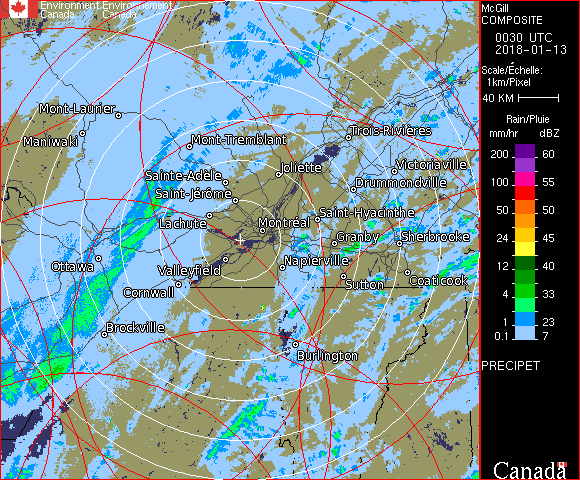 Environment Environnement
Canada Canada
Mont-Laurier
Maniwaki
Mont-Tremblant
Trois-Rivières
Sainte-Adèle
Joliette
Victoriaville
Saint-Jérôme
Drummondville
Lachute
Montréal
Saint-Hyacinthe
Granby
Sherbrooke
Ottawa
Valleyfield
Napierville
Cornwall
Sutton
Coaticook
Brockville
Burlington
McGill
COMPOSITE
0030 UTC
2018-01-13
Scale/Échelle:
1km/Pixel
40 KM
Rain/Pluie
mm/hr dBZ
200 60
100 55
50 50
24 45
12 40
4 33
1 23
0.1 7
PRECIPET
Canada